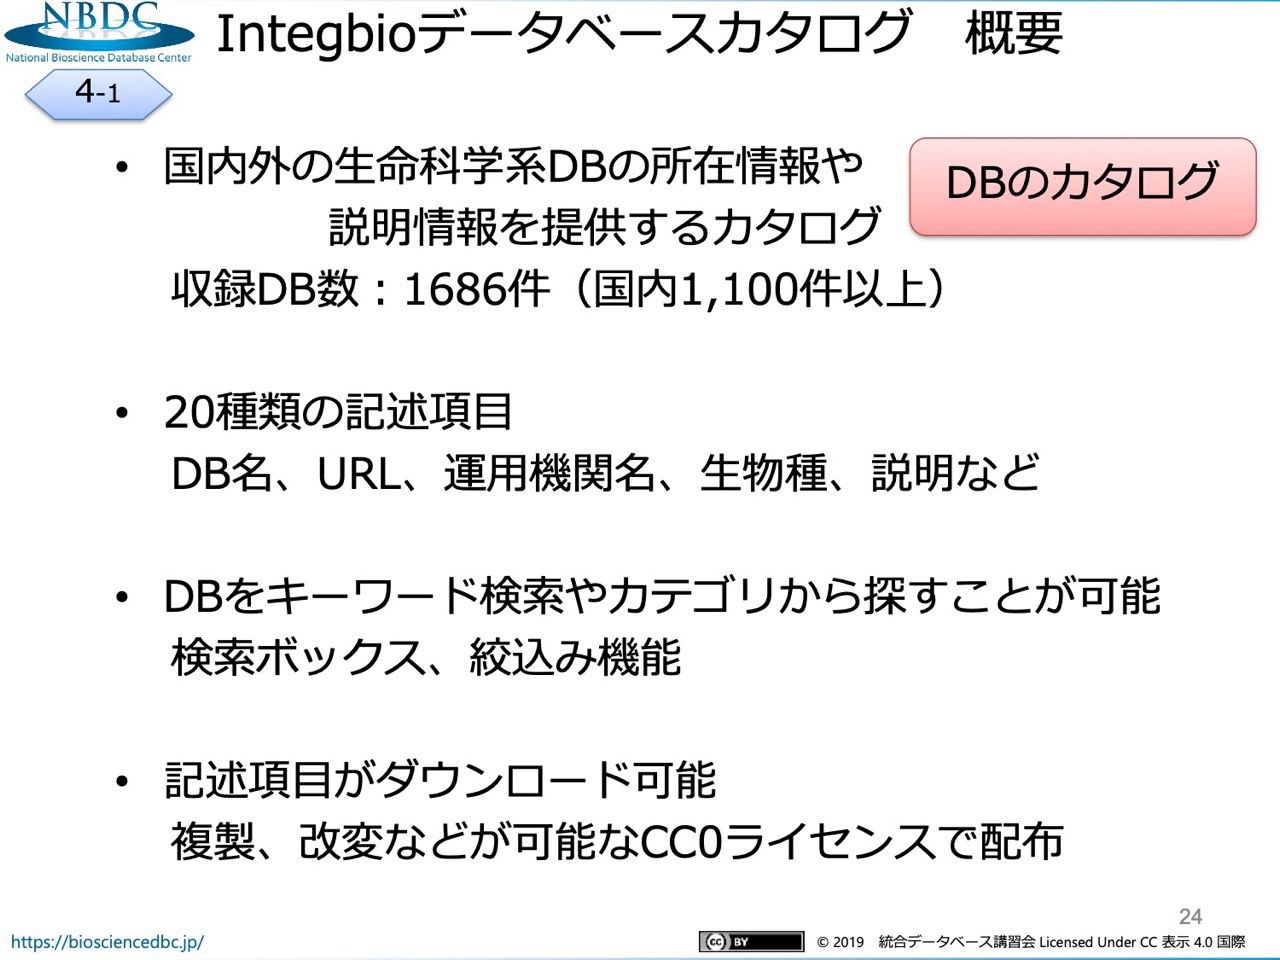 NBDC
National Bioscience Database Center
Integbioデータベースカタログ　概要
4-1
• 国内外の生命科学系DBの所在情報や
説明情報を提供するカタログ
DBのカタログ
収録DB数：1686件（国内1,100件以上）
• 20種類の記述項目
DB名、URL、運用機関名、生物種、説明など
• DBをキーワード検索やカテゴリから探すことが可能
検索ボックス、絞込み機能
• 記述項目がダウンロード可能
複製、改変などが可能なCC0ライセンスで配布
24
https://biosciencedbc.jp/
cc BY
© 2019　統合データベース講習会 Licensed Under CC 表示 4.0 国際